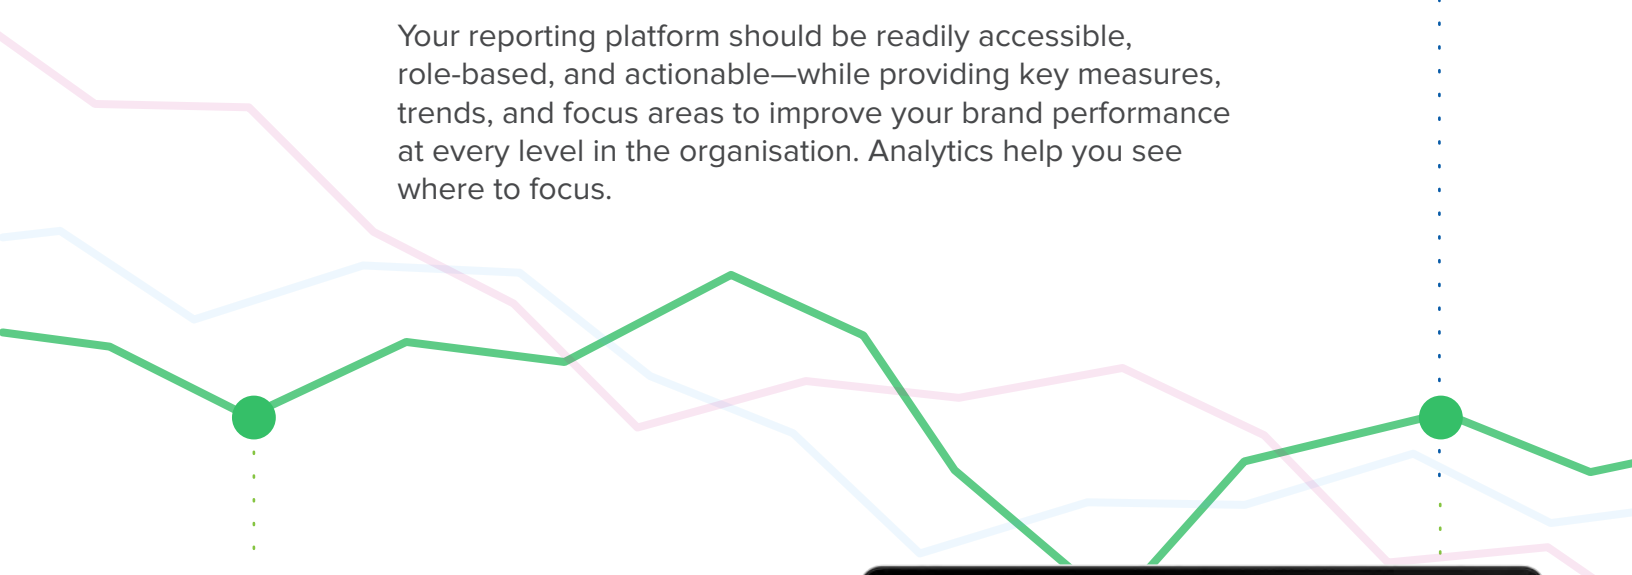 Your reporting platform should be readily accessible,
role-based, and actionable—while providing key measures,
trends, and focus areas to improve your brand performance
at every level in the organisation. Analytics help you see
where to focus.